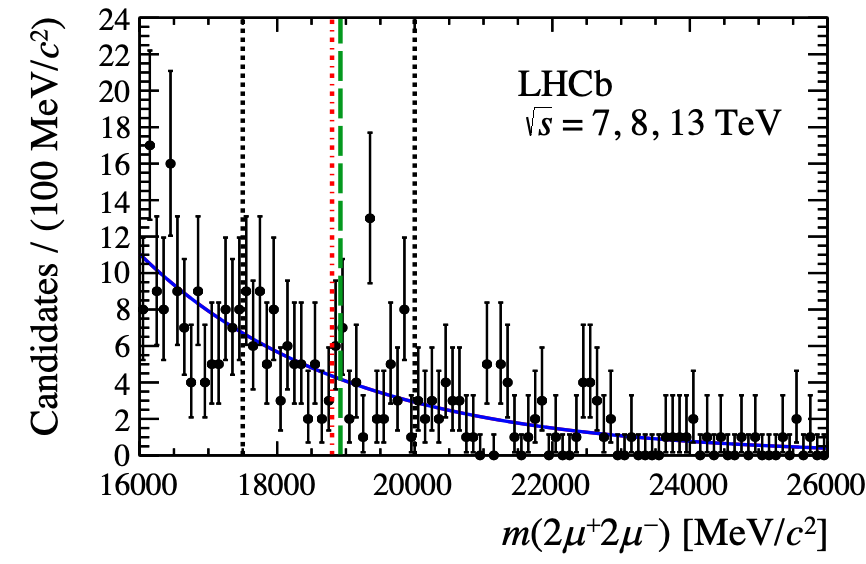 Candidates / (100 MeV/c²)
24
22
20
18
16
14
12
10
8
6
4
2
0
LHCb
√s = 7, 8, 13 TeV
16000 18000 20000 22000 24000 26000
m(2μ⁺2μ⁻) [MeV/c²]